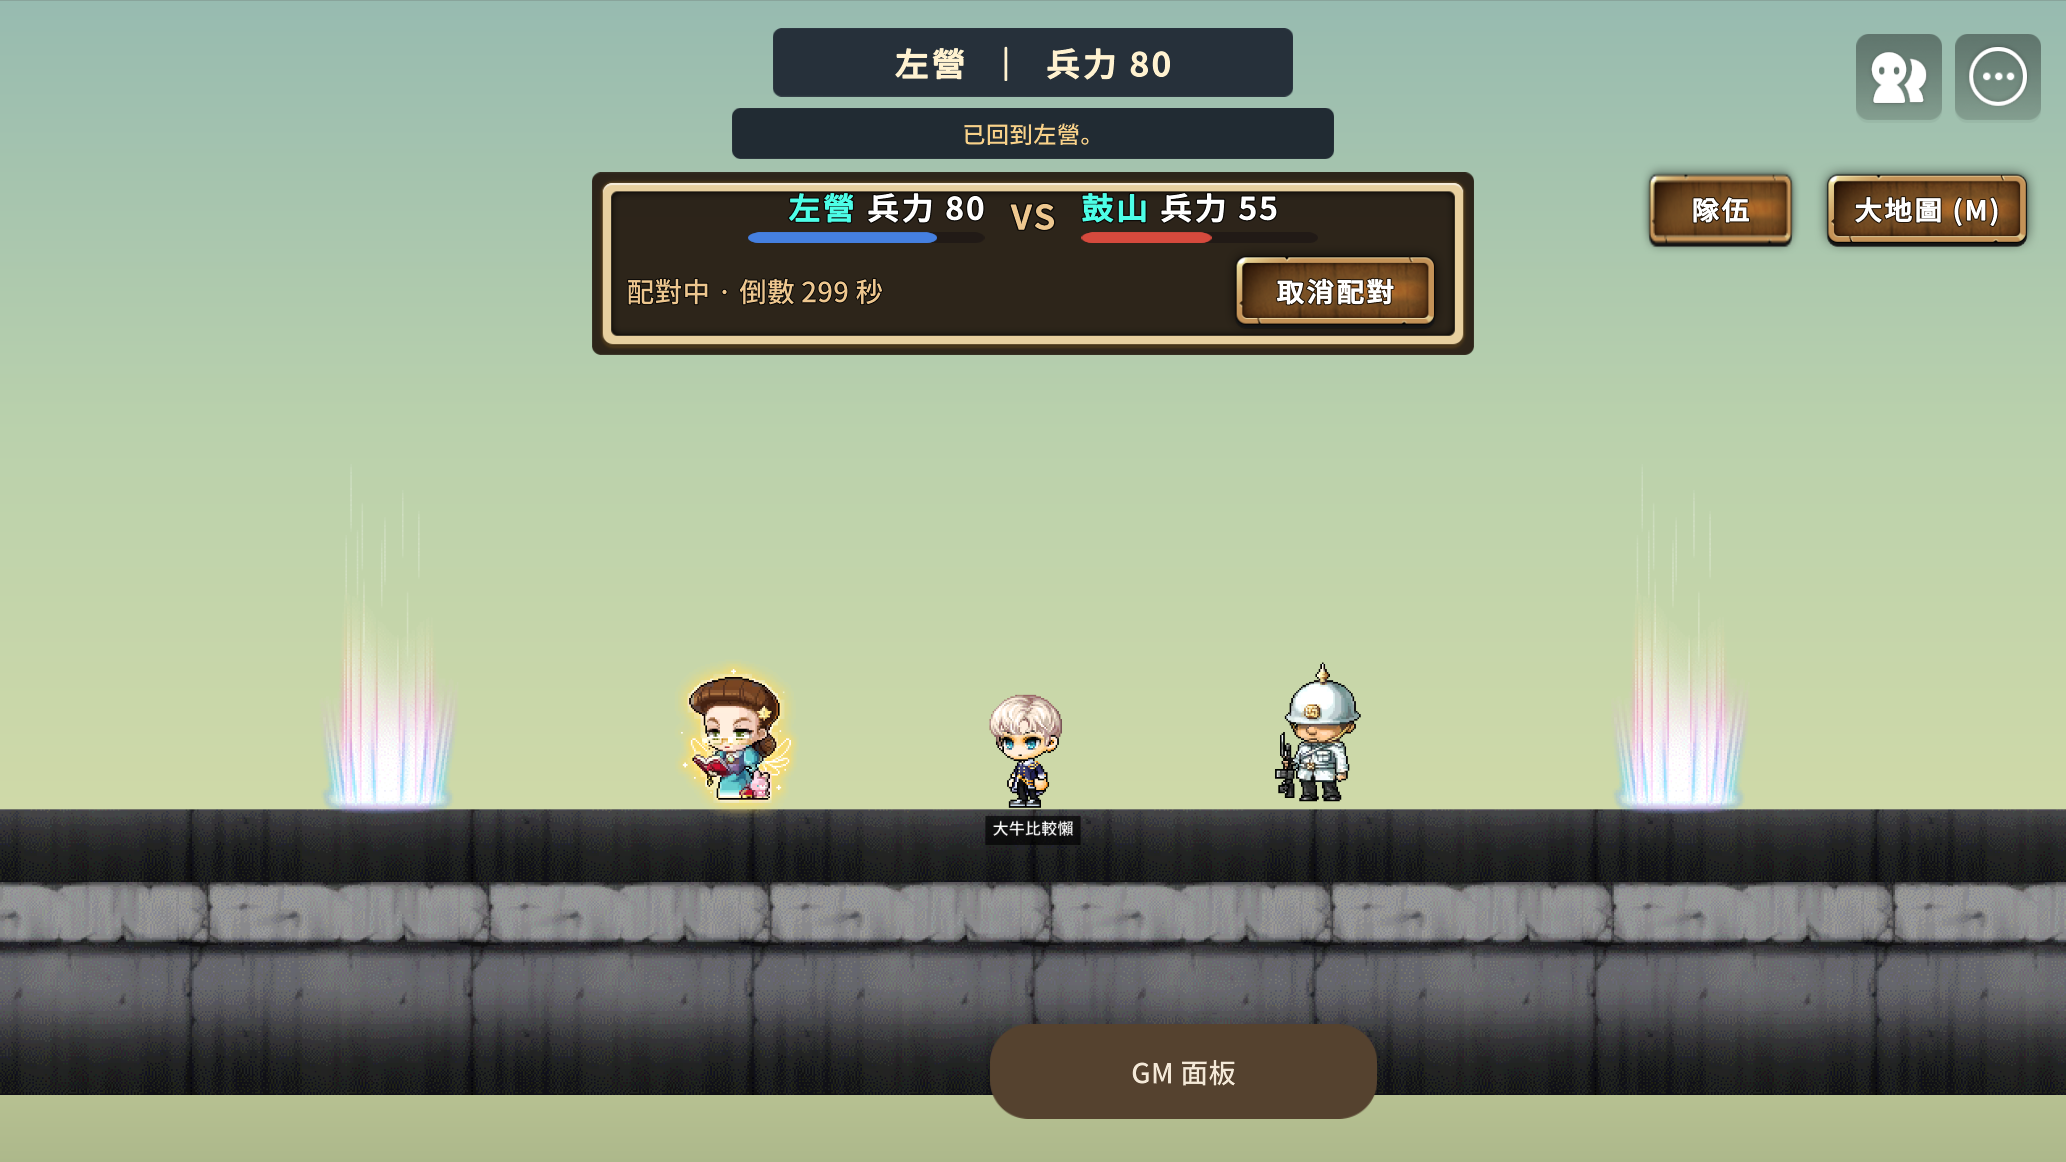 左營 | 兵力 80
已回到左營。
左營 兵力 80 VS 鼓山 兵力 55
隊伍
大地圖 (M)
配對中 · 倒數 299 秒
取消配對
大牛比較懶
GM 面板